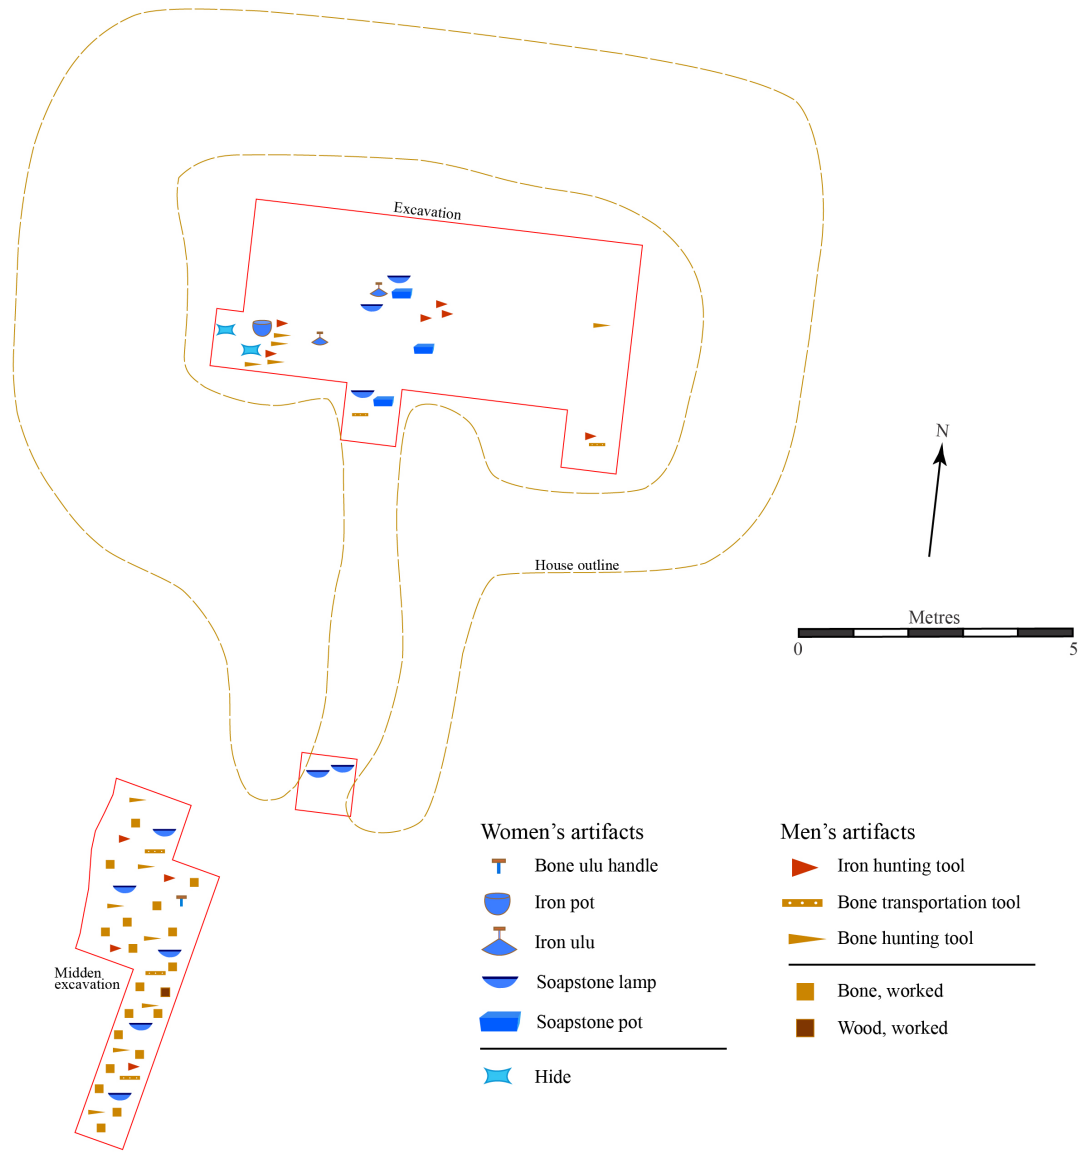 Excavation
N
House outline
Metres
0 5
Midden
excavation
Women's artifacts
Bone ulu handle
Iron pot
Iron ulu
Soapstone lamp
Soapstone pot
Hide
Men's artifacts
Iron hunting tool
Bone transportation tool
Bone hunting tool
Bone, worked
Wood, worked